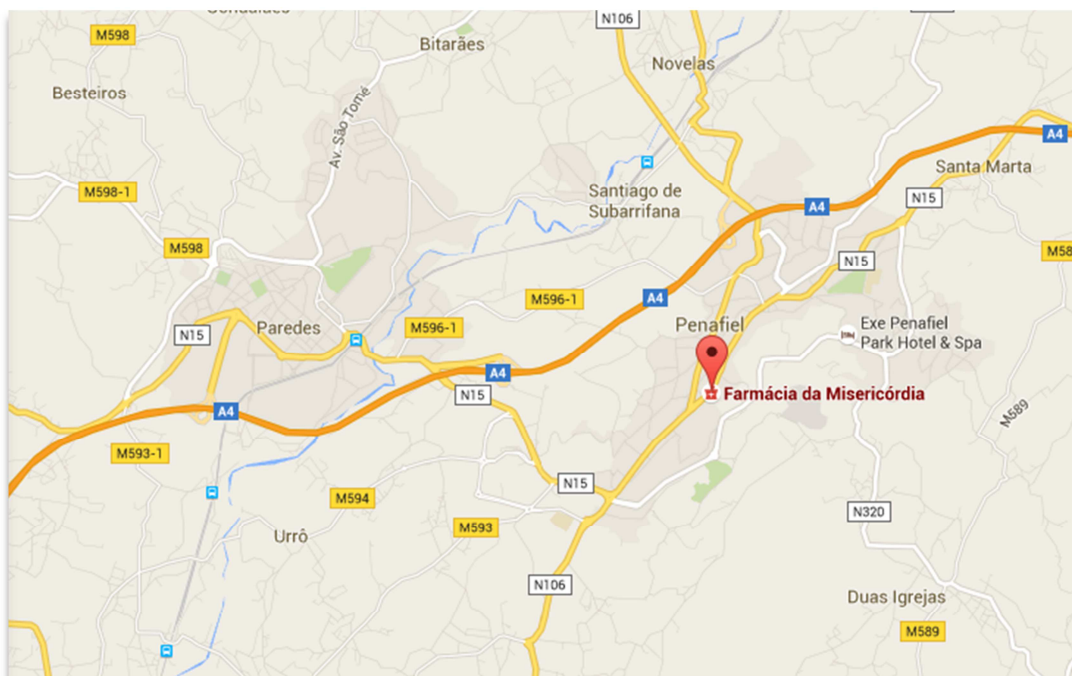 N106
M598
Bitarães
Novelas
Besteiros
Av. São Tomé
A4
Santa Marta
M598-1
Santiago de
Subarrifana
N15
A4
M598
N15
M596-1
A4
N15
Paredes
M596-1
Penafiel
Exe Penafiel
Park Hotel & Spa
A4
N15
Farmácia da Misericórdia
A4
M589
M593-1
N15
M594
N320
M593
Urrô
N106
Duas Igrejas
M589